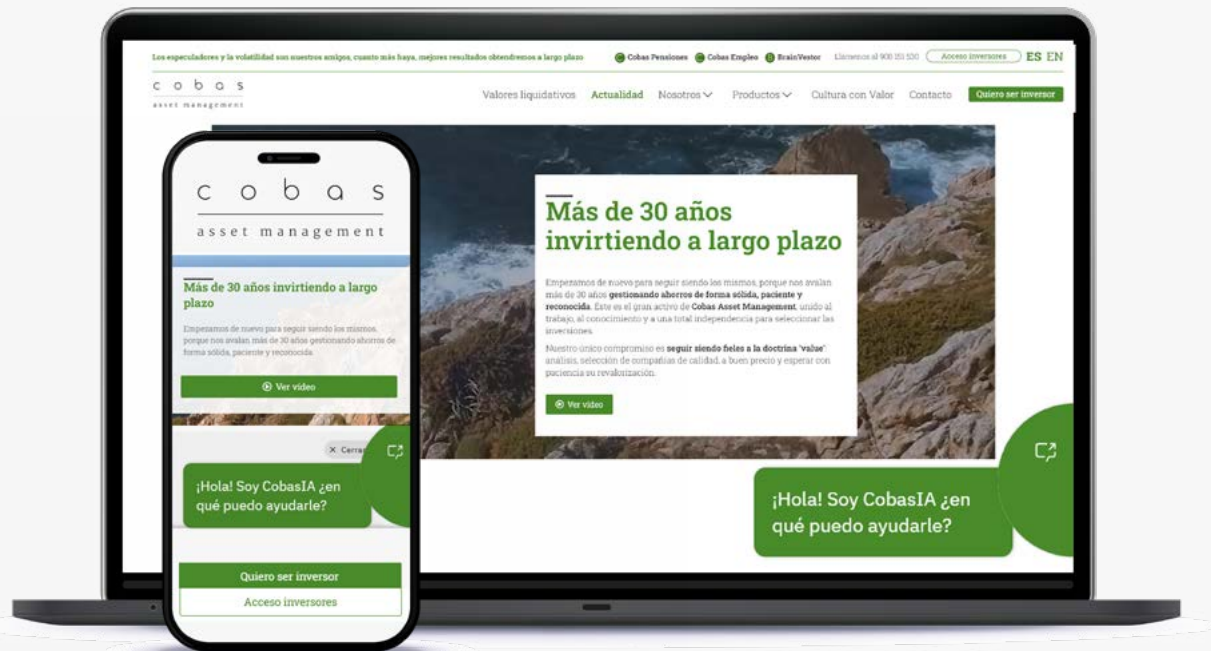 Los especuladores y la volatilidad son nuestros amigos, cuanto más haya, mejores resultados obtendremos a largo plazo
Cobas Pensiones
Cobas Empleo
BrainVestor
Llámenos al 900 151 530
Acceso inversores
ES EN
cobas
asset management
Valores liquidativos
Actualidad
Nosotros
Productos
Cultura con Valor
Contacto
Quiero ser inversor
Más de 30 años
invirtiendo a largo plazo
Empezamos de nuevo para seguir siendo los mismos, porque nos avalan
más de 30 años gestionando ahorros de forma sólida, paciente y
reconocida. Este es el gran activo de Cobas Asset Management, unido al
trabajo, al conocimiento y a una total independencia para seleccionar las
inversiones.
Nuestro único compromiso es seguir siendo fieles a la doctrina 'value':
análisis, selección de compañías de calidad, a buen precio y esperar con
paciencia su revalorización.
Ver vídeo
¡Hola! Soy CobasIA ¿en
qué puedo ayudarle?
cobas
asset management
Más de 30 años invirtiendo a largo
plazo
Empezamos de nuevo para seguir siendo los mismos,
porque nos avalan más de 30 años gestionando ahorros de
forma sólida, paciente y reconocida.
Ver vídeo
¡Hola! Soy CobasIA ¿en
qué puedo ayudarle?
Quiero ser inversor
Acceso inversores